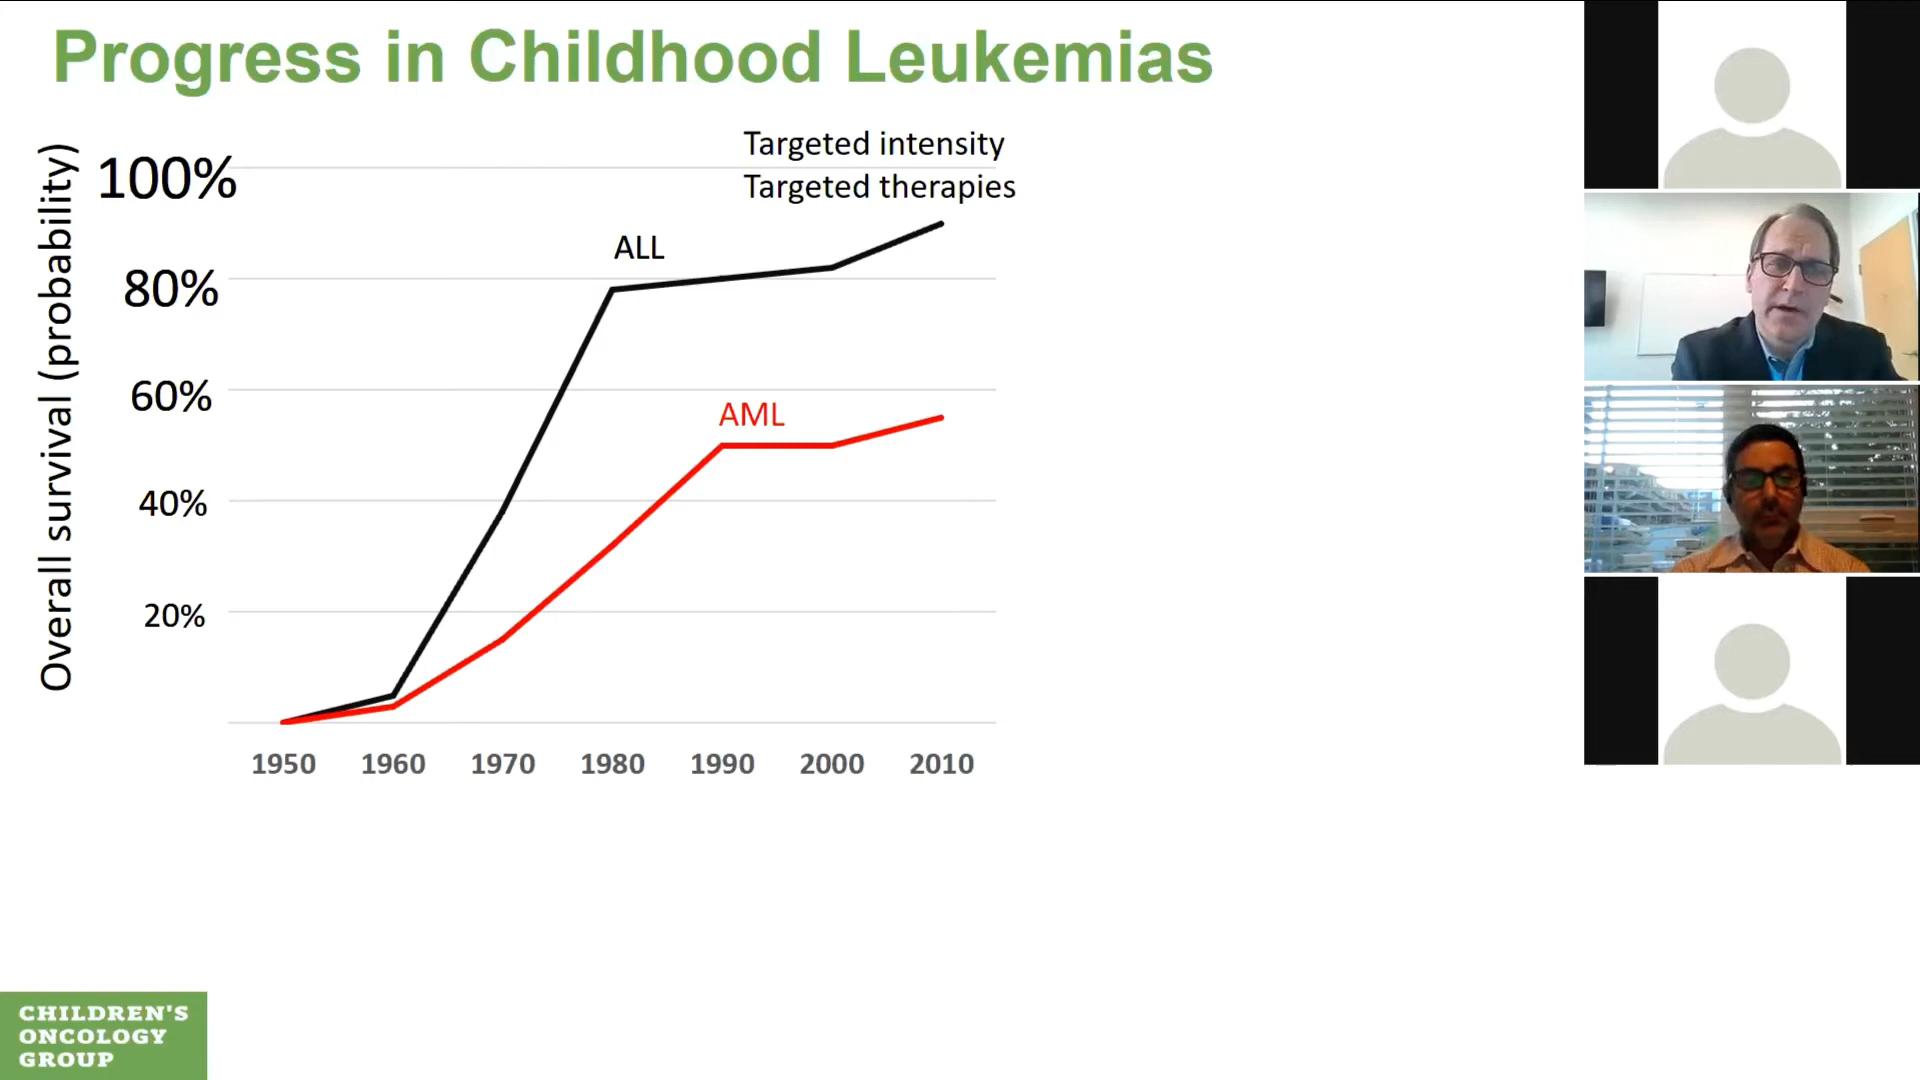 Progress in Childhood Leukemias
Overall survival (probability)
100%
80%
60%
40%
20%
Targeted intensity
Targeted therapies
ALL
AML
1950 1960 1970 1980 1990 2000 2010
CHILDREN'S
ONCOLOGY
GROUP